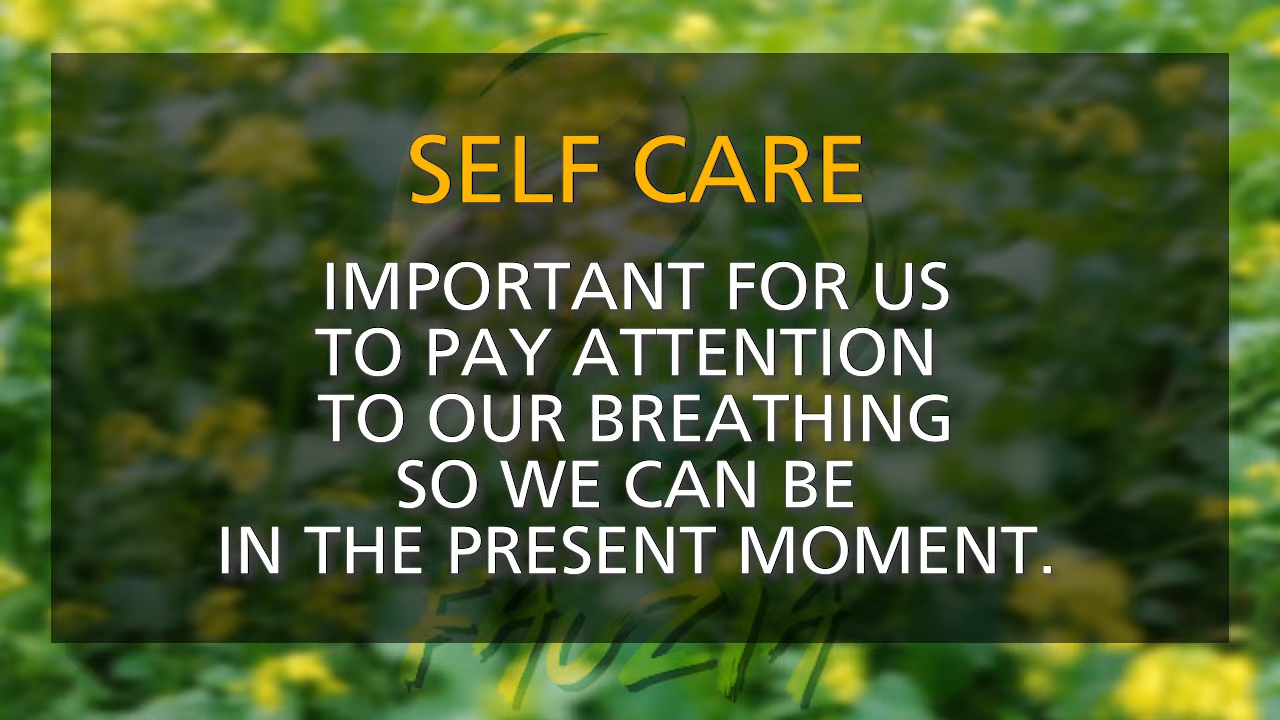 SELF CARE
IMPORTANT FOR US
TO PAY ATTENTION
TO OUR BREATHING
SO WE CAN BE
IN THE PRESENT MOMENT.
FAUZIA